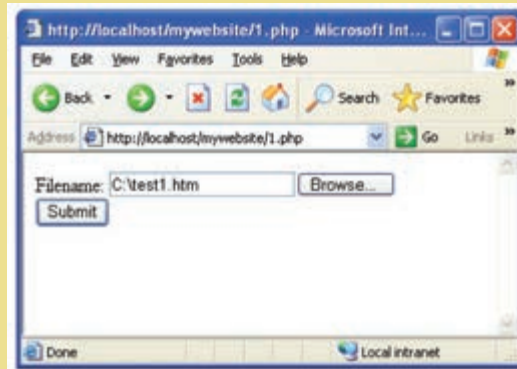 http://localhost/mywebsite/1.php - Microsoft Int...
File Edit View Favorites Tools Help
Back Search Favorites »
Address http://localhost/mywebsite/1.php Go Links »
Filename: C:\test1.htm Browse...
Submit
Done Local intranet